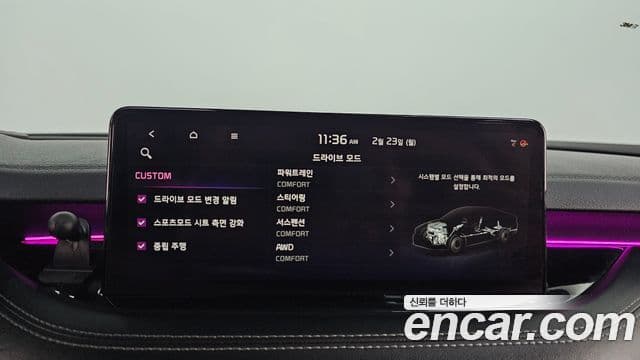 11:36 AM 2월 23일 (월)
드라이브 모드
CUSTOM
드라이브 모드 변경 알림
스포츠모드 시트 측면 강화
중립 주행
파워트레인
COMFORT
스티어링
COMFORT
서스펜션
COMFORT
AWD
COMFORT
시스템별 모드 선택을 통해 최적의 모드를
설정합니다.
신뢰를 더하다
encar.com